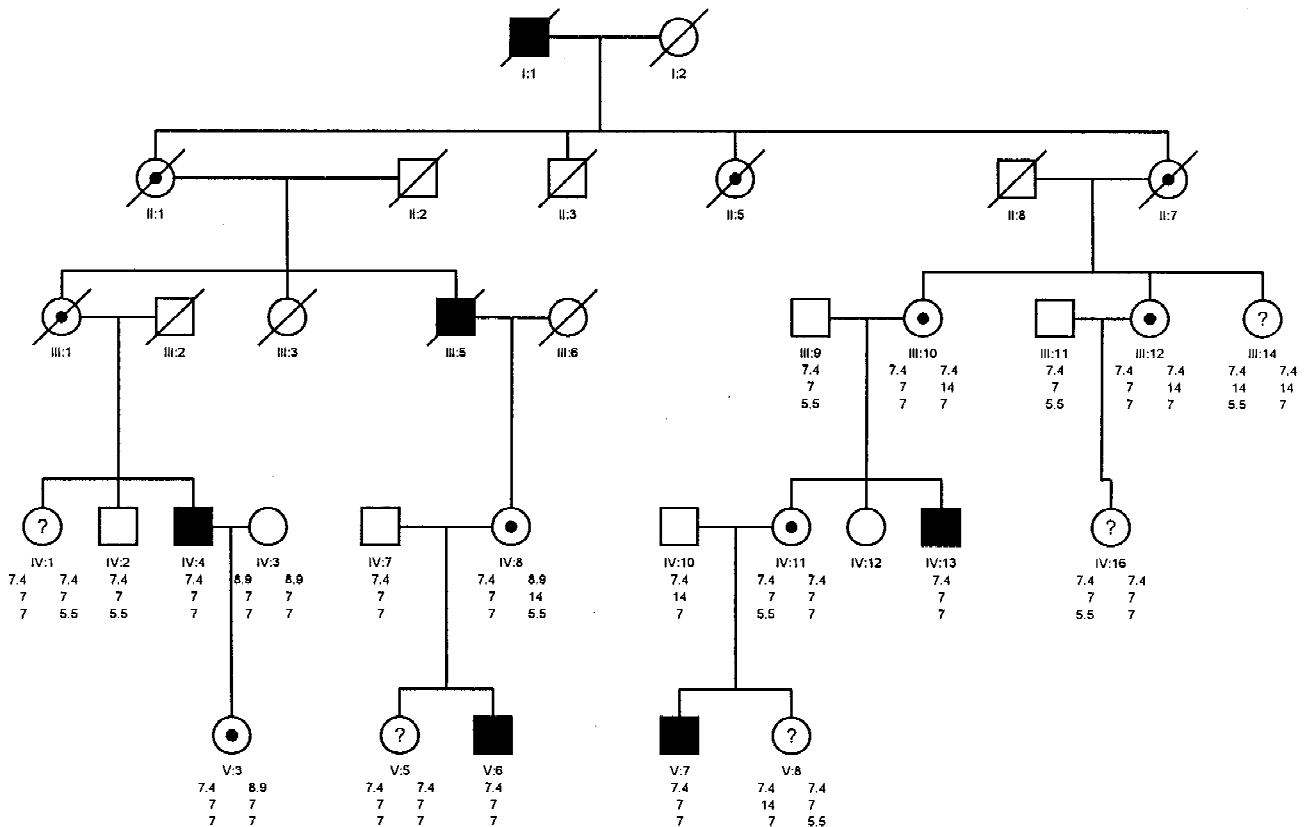 I:1 I:2
II:1 II:2 II:3 II:5 II:8 II:7
III:1 III:2 III:3 III:5 III:6 III:9 III:10 III:11 III:12 ? III:14
7.4 7.4 7.4 7.4 7.4 7.4 7.4 7.4
7 7 14 7 7 14 14 14
5.5 7 7 5.5 7 7 5.5 7
? IV:1 IV:2 IV:4 IV:3 IV:7 IV:8 IV:10 IV:11 IV:12 IV:13 ? IV:16
7.4 7.4 7.4 7.4 8.9 8.9 7.4 7.4 8.9 7.4 7.4 7.4 7.4 7.4 7.4
7 7 7 7 7 7 7 7 14 14 7 7 7 7 7
7 5.5 5.5 7 7 7 7 7 5.5 7 5.5 7 7 5.5 7
V:3 ? V:5 V:6 V:7 ? V:8
7.4 8.9 7.4 7.4 7.4 7.4 7.4 7.4
7 7 7 7 7 7 14 7
7 7 7 7 7 7 7 5.5